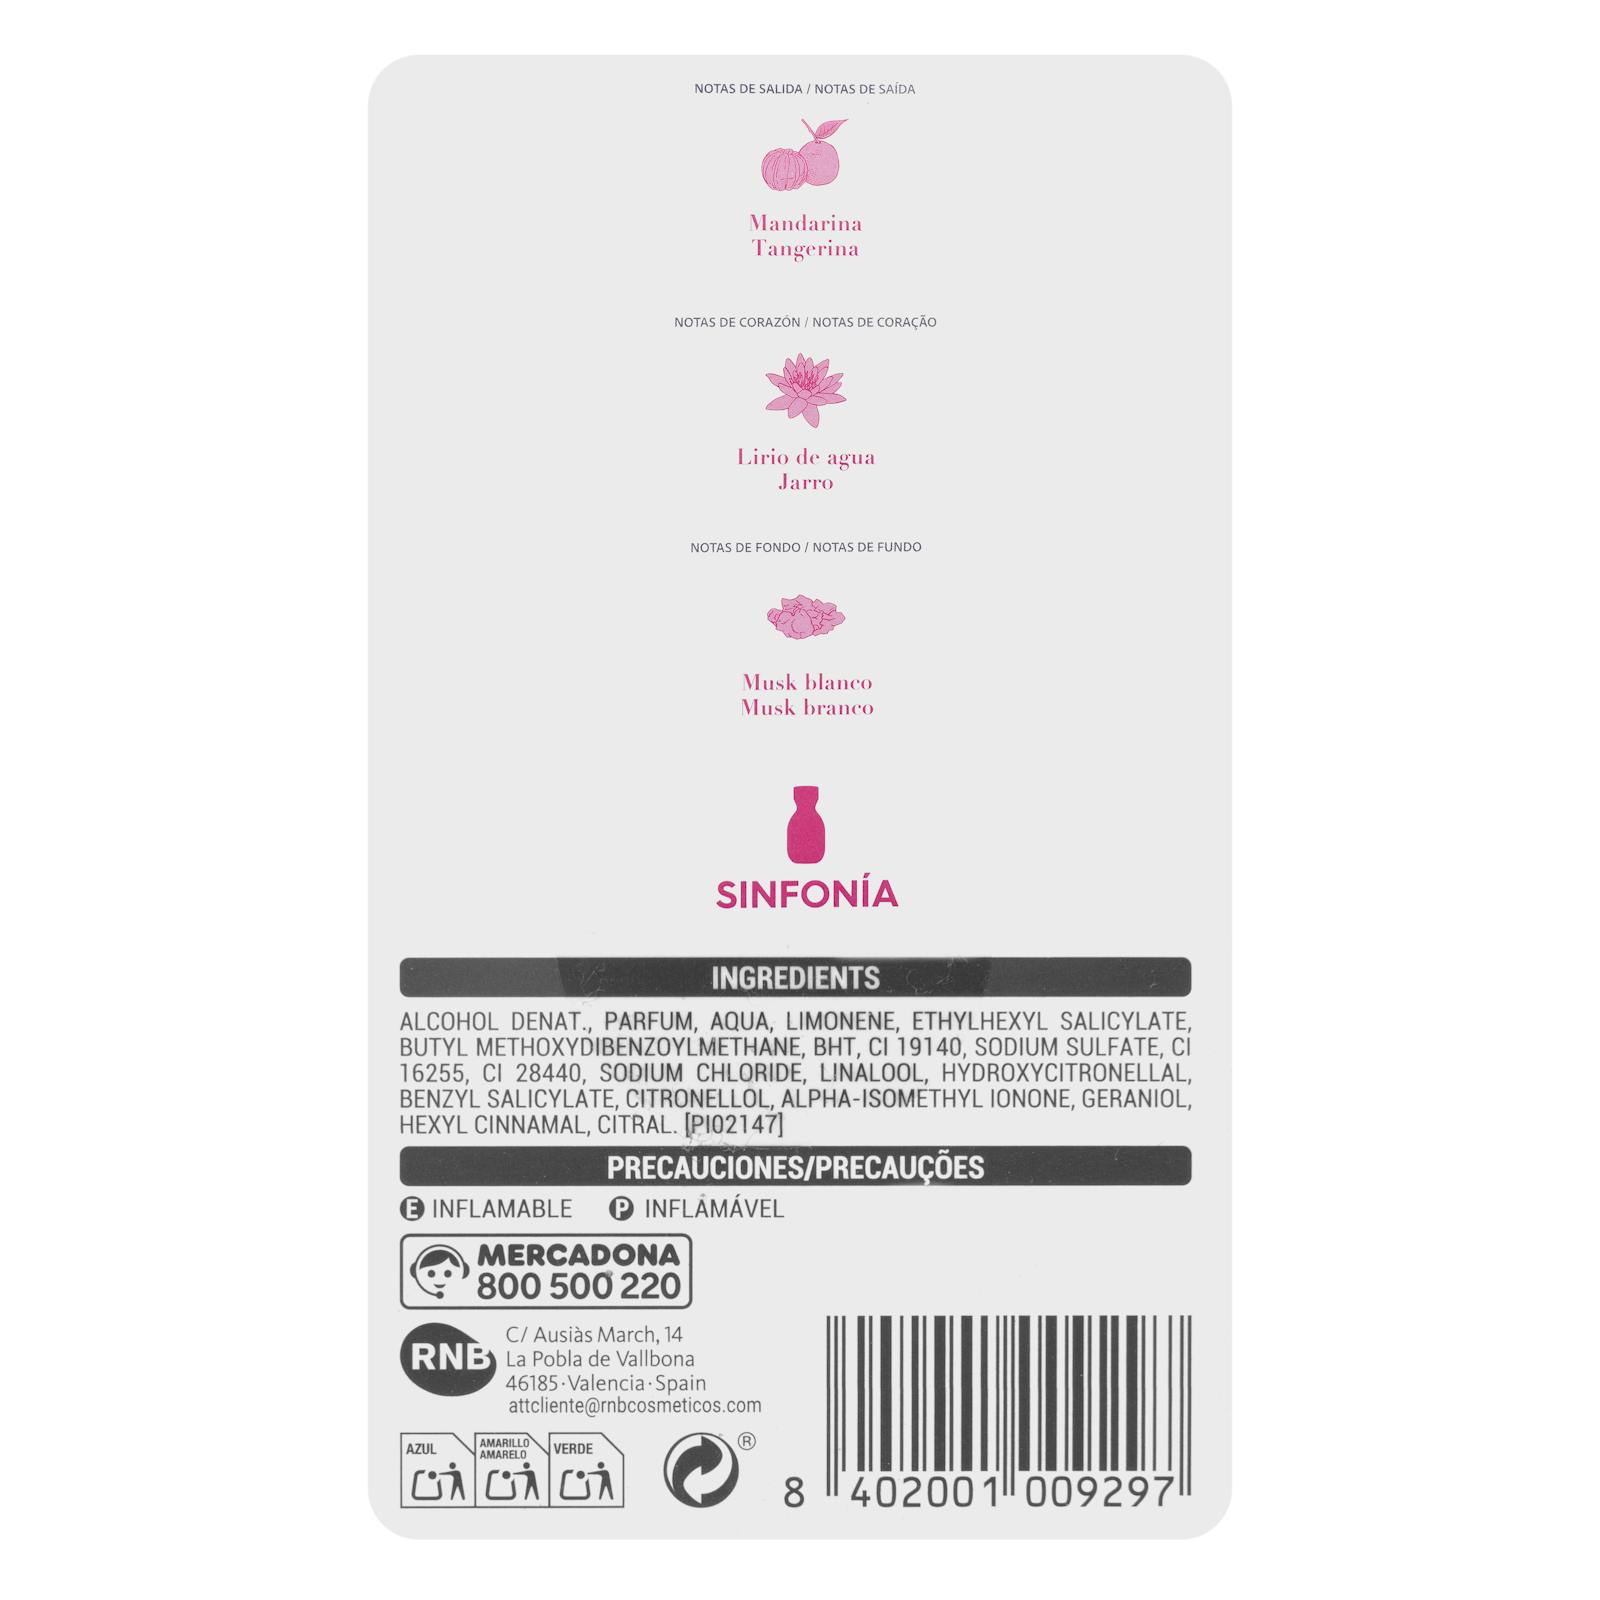 NOTAS DE SALIDA / NOTAS DE SAÍDA
Mandarina
Tangerina
NOTAS DE CORAZÓN / NOTAS DE CORAÇÃO
Lirio de agua
Jarro
NOTAS DE FONDO / NOTAS DE FUNDO
Musk blanco
Musk branco
SINFONÍA
INGREDIENTS
ALCOHOL DENAT., PARFUM, AQUA, LIMONENE, ETHYLHEXYL SALICYLATE,
BUTYL METHOXYDIBENZOYLMETHANE, BHT, CI 19140, SODIUM SULFATE, CI
16255, CI 28440, SODIUM CHLORIDE, LINALOOL, HYDROXYCITRONELLAL,
BENZYL SALICYLATE, CITRONELLOL, ALPHA-ISOMETHYL IONONE, GERANIOL,
HEXYL CINNAMAL, CITRAL. [PI02147]
PRECAUCIONES/PRECAUÇÕES
E INFLAMABLE P INFLAMÁVEL
MERCADONA
800 500 220
RNB
C/ Ausiàs March, 14
La Pobla de Vallbona
46185·Valencia·Spain
attcliente@rnbcosmeticos.com
AZUL
AMARILLO
AMARELO
VERDE
®
8 402001 009297